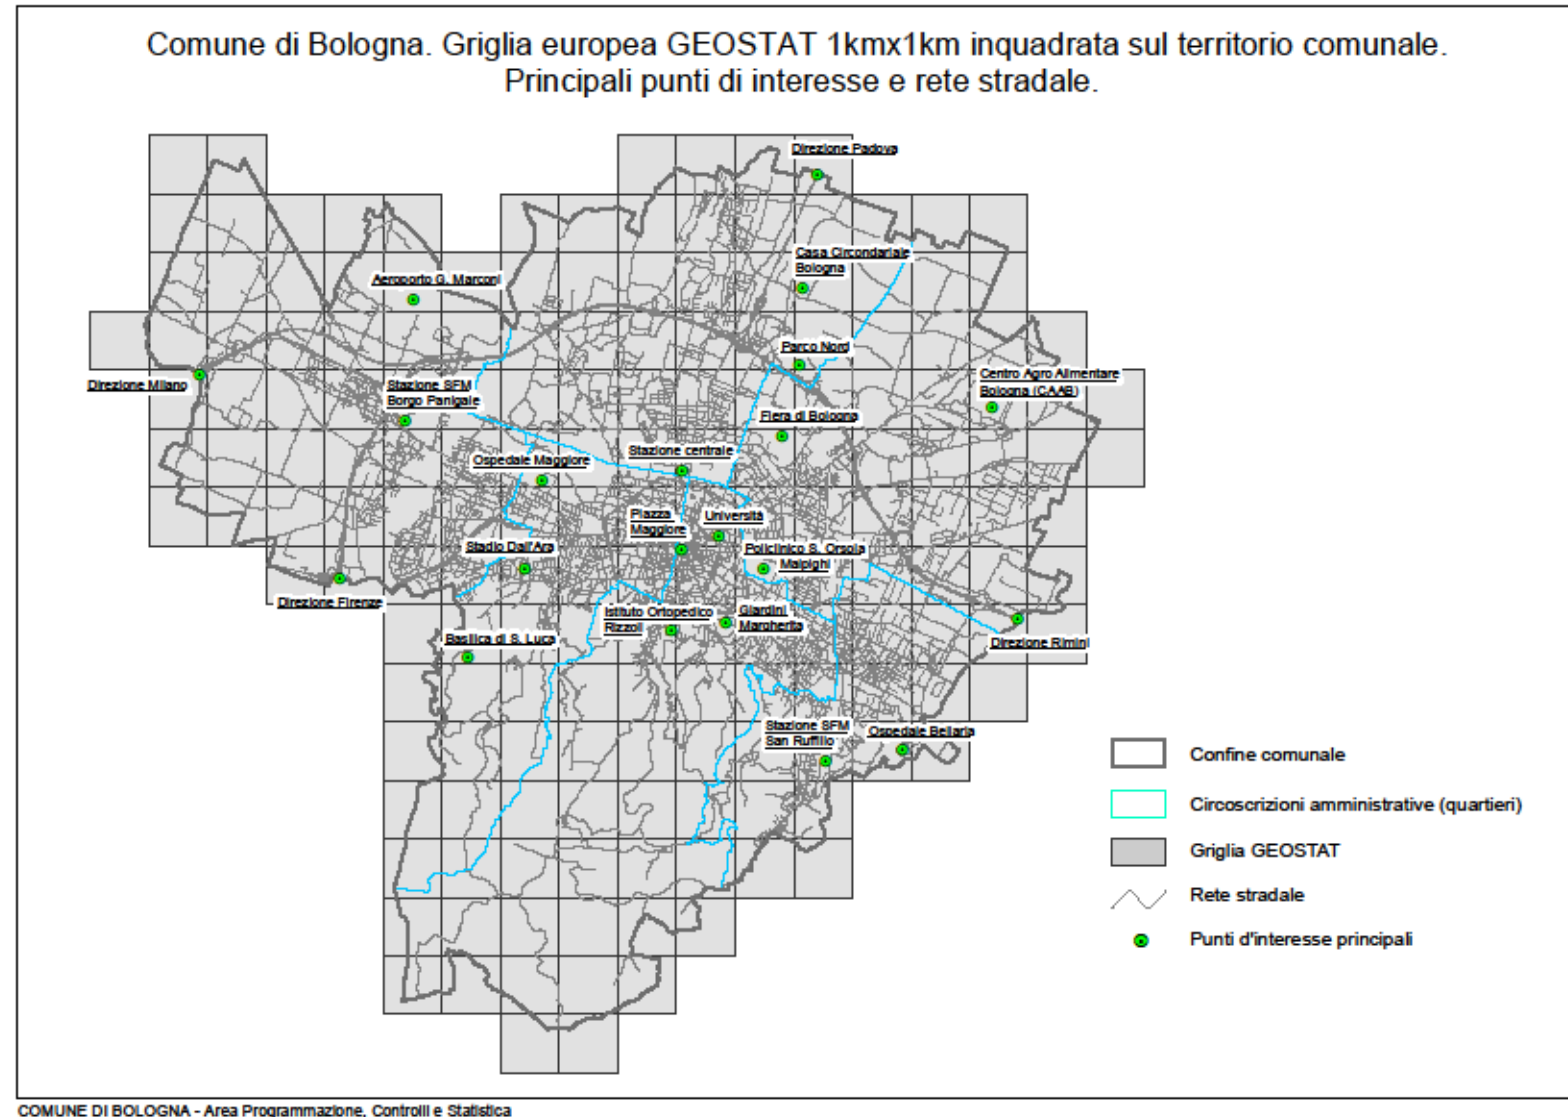 Comune di Bologna. Griglia europea GEOSTAT 1kmx1km inquadrata sul territorio comunale.
Principali punti di interesse e rete stradale.
Direzione Padova
Casa Circondariale
Bologna
Aeroporto G. Marconi
Parco Nord
Direzione Milano
Stazione SFM
Borgo Panigale
Centro Agro Alimentare
Bologna (CAAB)
Fiera di Bologna
Stazione centrale
Ospedale Maggiore
Piazza
Maggiore
Università
Stadio Dall'Ara
Policlinico S. Orsola
Malpighi
Direzione Firenze
Istituto Ortopedico
Rizzoli
Giardini
Margherita
Basilica di S. Luca
Direzione Rimini
Stazione SFM
San Ruffillo
Ospedale Bellaria
Confine comunale
Circoscrizioni amministrative (quartieri)
Griglia GEOSTAT
Rete stradale
Punti d'interesse principali
COMUNE DI BOLOGNA - Area Programmazione, Controlli e Statistica